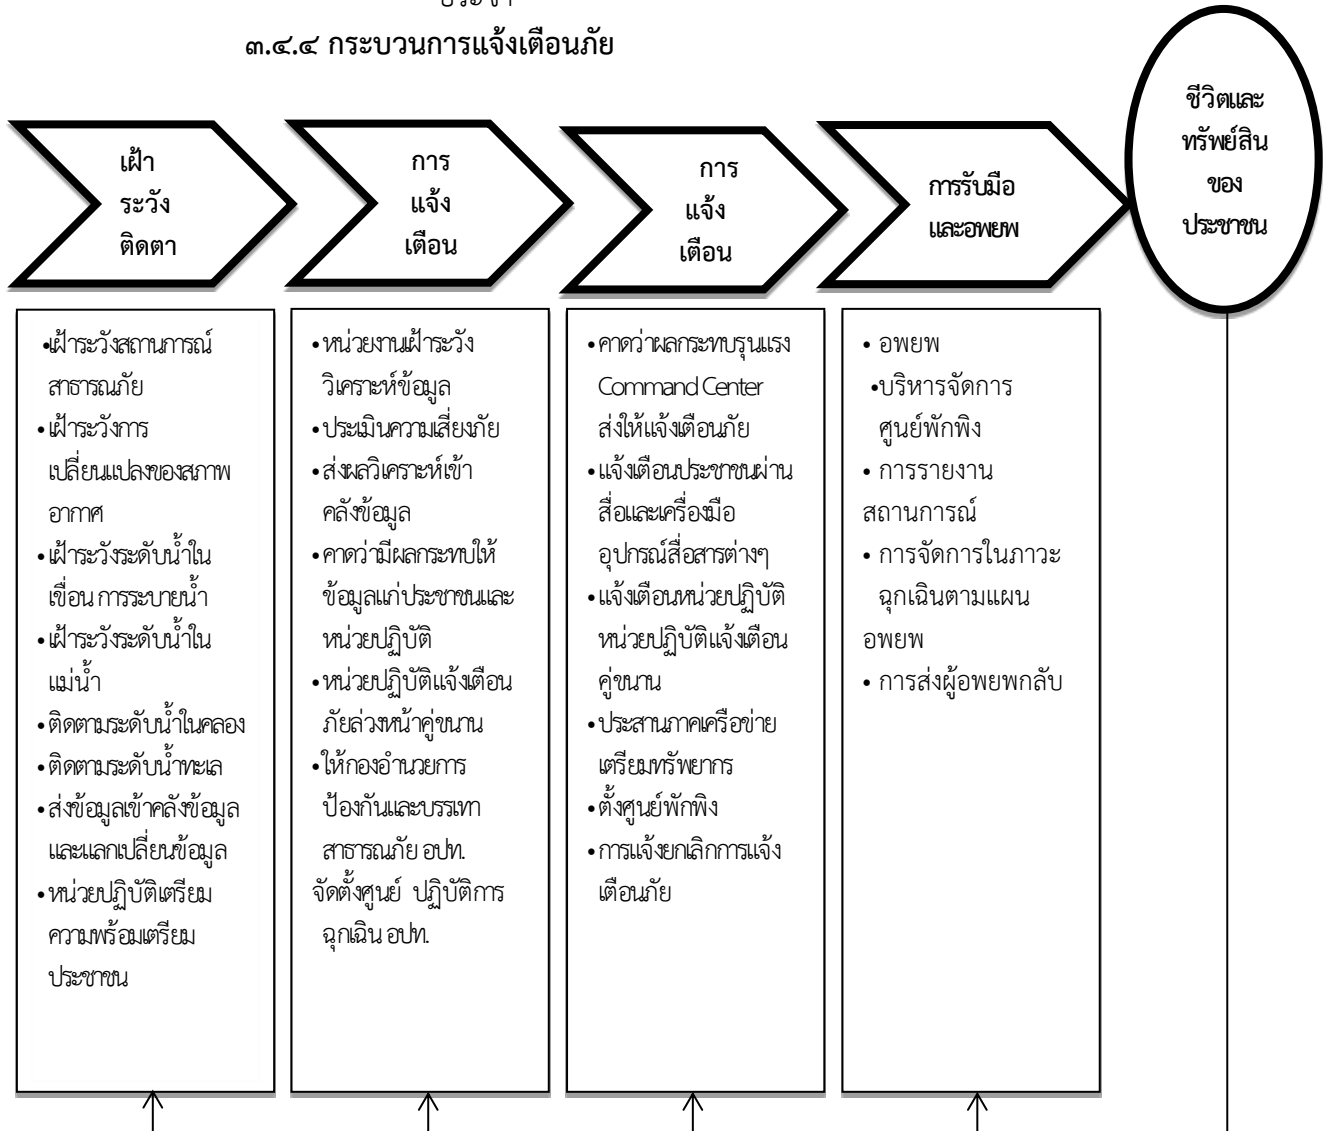 ๓.๔.๔ กระบวนการแจ้งเตือนภัย
เฝ้า
ระวัง
ติดตา
การ
แจ้ง
เตือน
การ
แจ้ง
เตือน
การรับมือ
และอพยพ
ชีวิตและ
ทรัพย์สิน
ของ
ประชาชน
•เฝ้าระวังสถานการณ์
สาธารณภัย
•เฝ้าระวังการ
เปลี่ยนแปลงของสภาพ
อากาศ
•เฝ้าระวังระดับน้ำใน
เขื่อน การระบายน้ำ
•เฝ้าระวังระดับน้ำใน
แม่น้ำ
•ติดตามระดับน้ำในคลอง
•ติดตามระดับน้ำทะเล
•ส่งข้อมูลเข้าคลังข้อมูล
และแลกเปลี่ยนข้อมูล
•หน่วยปฏิบัติเตรียม
ความพร้อมเตรียม
ประชาชน
•หน่วยงานเฝ้าระวัง
วิเคราะห์ข้อมูล
•ประเมินความเสี่ยงภัย
•ส่งผลวิเคราะห์เข้า
คลังข้อมูล
•คาดว่ามีผลกระทบให้
ข้อมูลแก่ประชาชนและ
หน่วยปฏิบัติ
•หน่วยปฏิบัติแจ้งเตือน
ภัยล่วงหน้าคู่ขนาน
•ให้กองอำนวยการ
ป้องกันและบรรเทา
สาธารณภัย อปท.
จัดตั้งศูนย์ ปฏิบัติการ
ฉุกเฉิน อปท.
•คาดว่าผลกระทบรุนแรง
Command Center
ส่งให้แจ้งเตือนภัย
•แจ้งเตือนประชาชนผ่าน
สื่อและเครื่องมือ
อุปกรณ์สื่อสารต่างๆ
•แจ้งเตือนหน่วยปฏิบัติ
หน่วยปฏิบัติแจ้งเตือน
คู่ขนาน
•ประสานภาคเครือข่าย
เตรียมทรัพยากร
•ตั้งศูนย์พักพิง
•การแจ้งยกเลิกการแจ้ง
เตือนภัย
• อพยพ
•บริหารจัดการ
ศูนย์พักพิง
• การรายงาน
สถานการณ์
• การจัดการในภาวะ
ฉุกเฉินตามแผน
อพยพ
• การส่งผู้อพยพกลับ